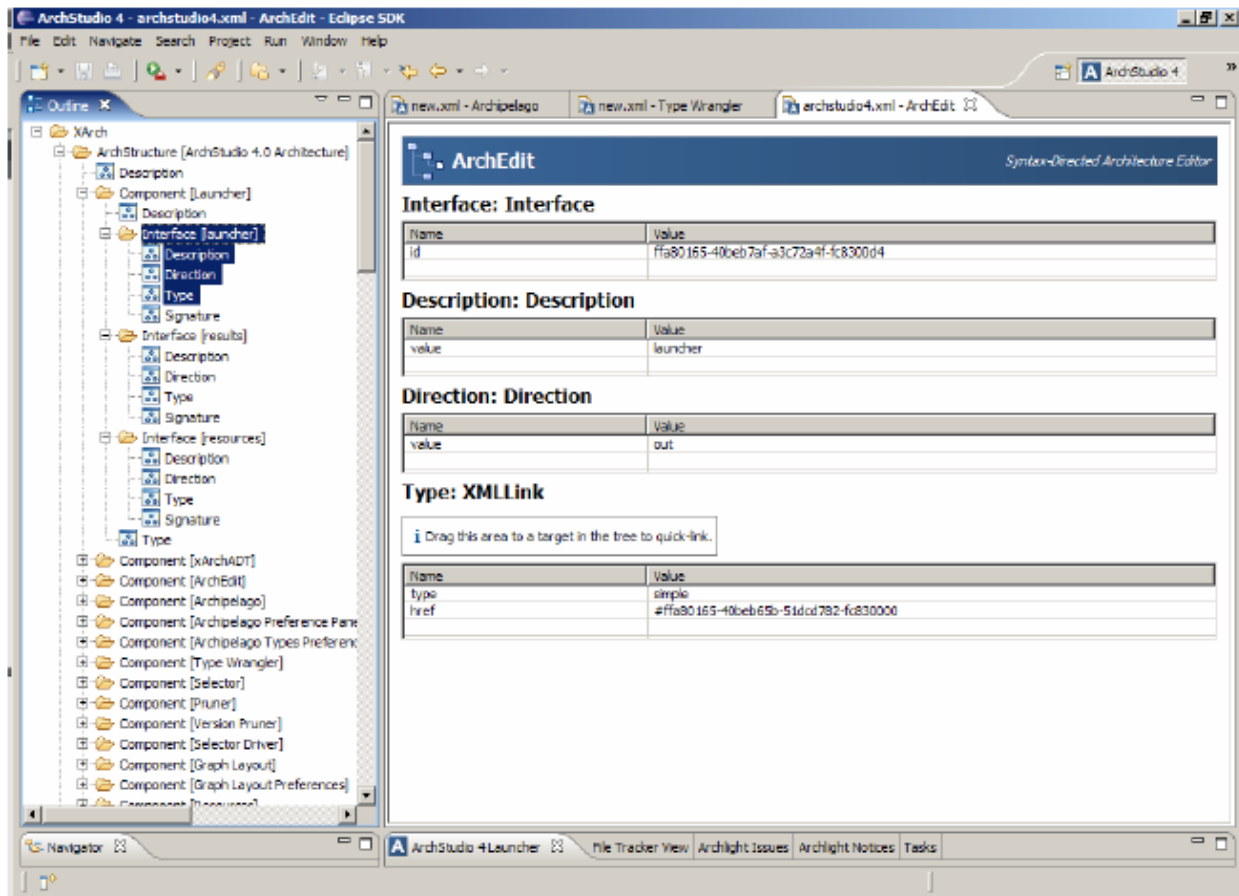 ArchStudio 4 - archstudio4.xml - ArchEdit - Eclipse SDK
File Edit Navigate Search Project Run Window Help
ArchStudio 4
Outline
new.xml - Archipelago
new.xml - Type Wrangler
archstudio4.xml - ArchEdit
XArch
ArchStructure [ArchStudio 4.0 Architecture]
Description
Component [Launcher]
Description
Interface [launcher]
Description
Direction
Type
Signature
Interface [results]
Description
Direction
Type
Signature
Interface [resources]
Description
Direction
Type
Signature
Type
Component [xArchADT]
Component [ArchEdit]
Component [Archipelago]
Component [Archipelago Preference Pane
Component [Archipelago Types Preferenc
Component [Type Wrangler]
Component [Selector]
Component [Pruner]
Component [Version Pruner]
Component [Selector Driver]
Component [Graph Layout]
Component [Graph Layout Preferences]
Component [Resources]
ArchEdit
Syntax-Directed Architecture Editor
Interface: Interface
Name Value
id ffa80165-40beb7af-a3c72a4f-fc8300d4
Description: Description
Name Value
value launcher
Direction: Direction
Name Value
value out
Type: XMLLink
i Drag this area to a target in the tree to quick-link.
Name Value
type simple
href #ffa80165-40beb65b-51dcd782-fc830000
Navigator
ArchStudio 4 Launcher
File Tracker View
Archlight Issues
Archlight Notices
Tasks